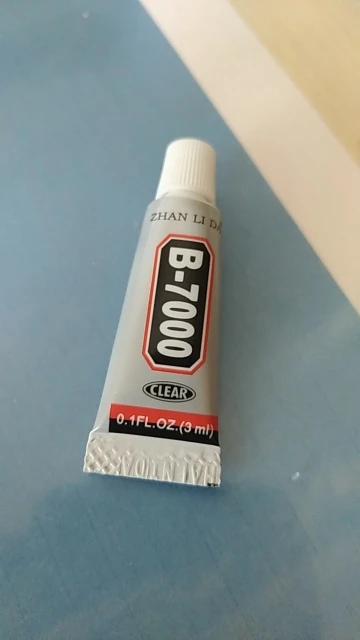 ZHAN LI DA
B-7000
CLEAR
0.1FL.OZ.(3 ml)